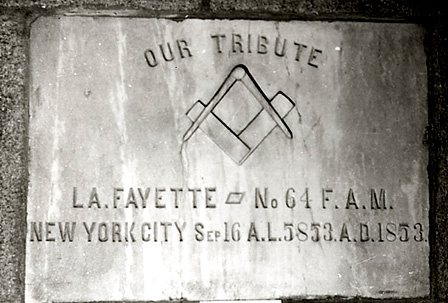 OUR TRIBUTE
LA.FAYETTE ▱ No 64 F.A.M.
NEW YORK CITY SEP 16 A.L.5853.A.D.1853.